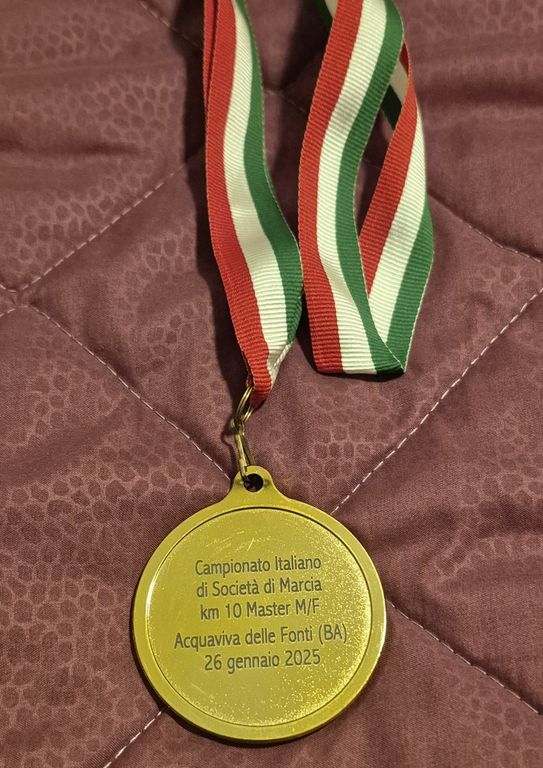 Campionato Italiano
di Società di Marcia
km 10 Master M/F
Acquaviva delle Fonti (BA)
26 gennaio 2025